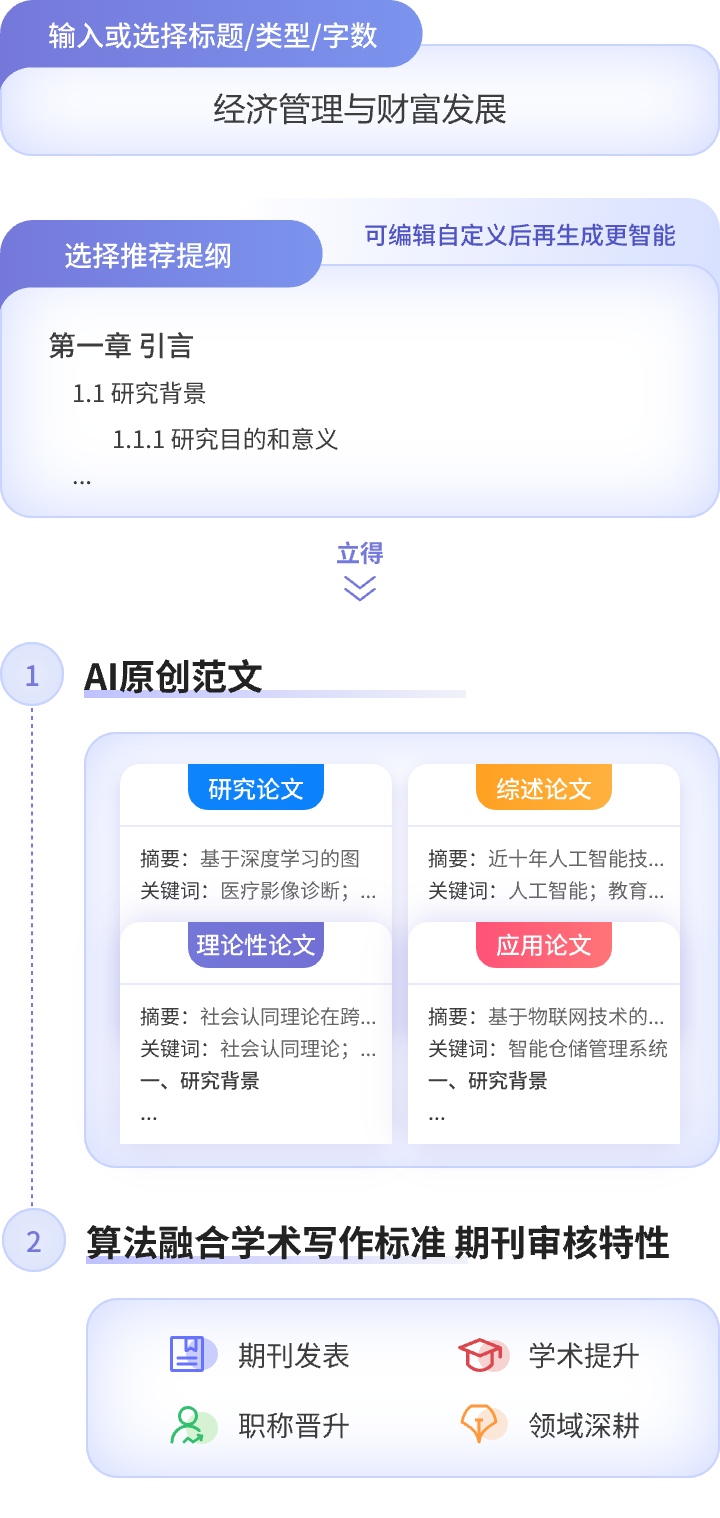 输入或选择标题/类型/字数
经济管理与财富发展
可编辑自定义后再生成更智能
选择推荐提纲
第一章 引言
1.1 研究背景
1.1.1 研究目的和意义
...
立得
1
AI原创范文
研究论文
摘要：基于深度学习的图
关键词：医疗影像诊断；...
综述论文
摘要：近十年人工智能技...
关键词：人工智能；教育...
理论性论文
摘要：社会认同理论在跨...
关键词：社会认同理论；...
一、研究背景
...
应用论文
摘要：基于物联网技术的...
关键词：智能仓储管理系统
一、研究背景
...
2
算法融合学术写作标准 期刊审核特性
期刊发表
学术提升
职称晋升
领域深耕